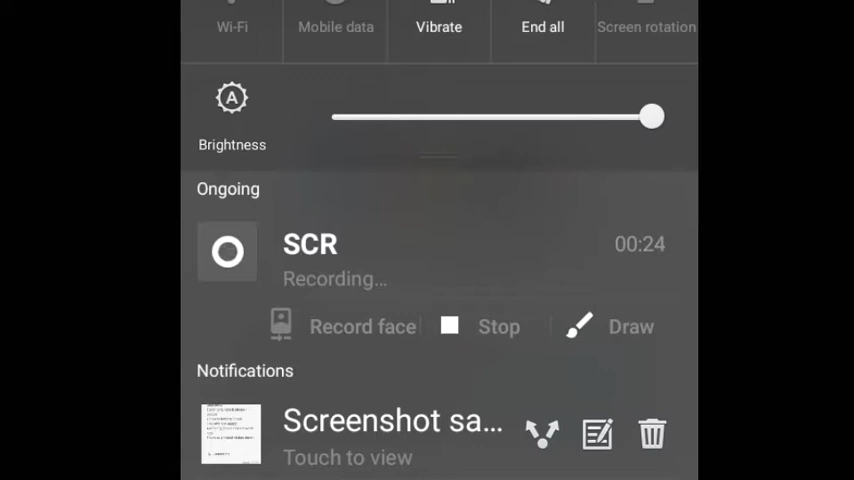 Wi-Fi Mobile data Vibrate End all Screen rotation
A
Brightness
Ongoing
SCR 00:24
Recording...
Record face Stop Draw
Notifications
Screenshot sa...
Touch to view